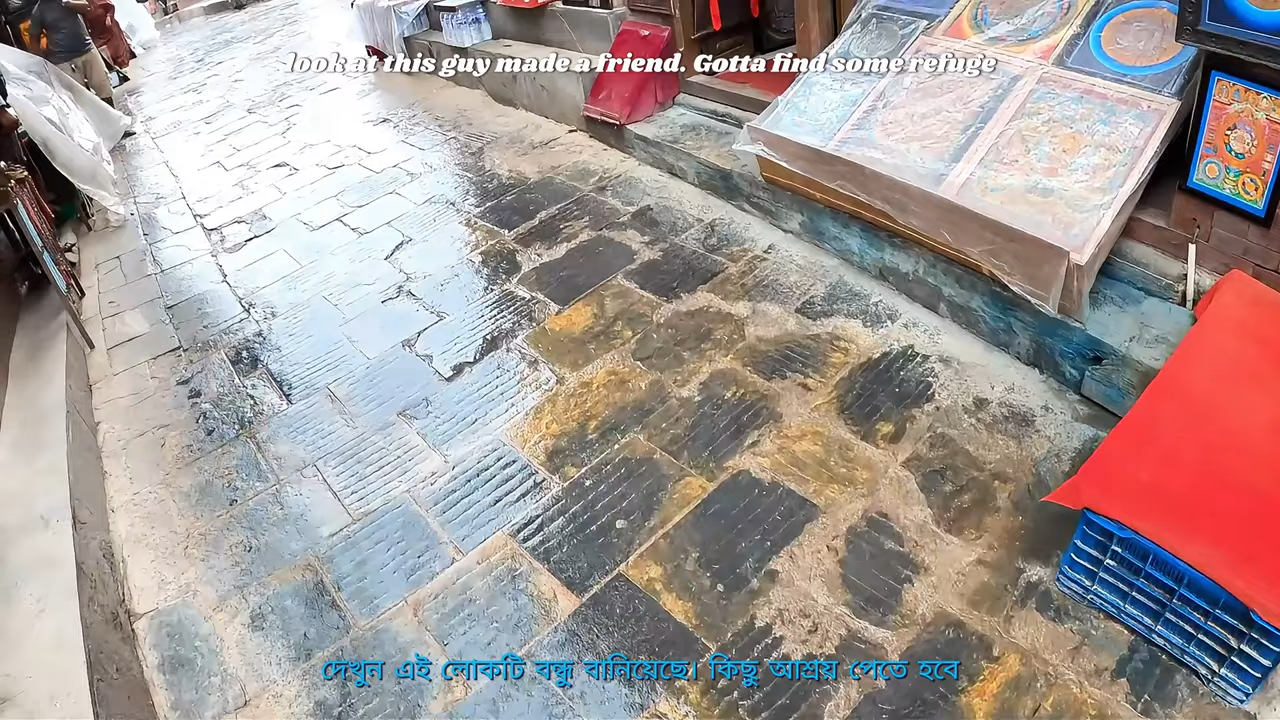 look at this guy made a friend. Gotta find some refuge
দেখুন এই লোকটি বন্ধু বানিয়েছে। কিছু আশ্রয় পেতে হবে